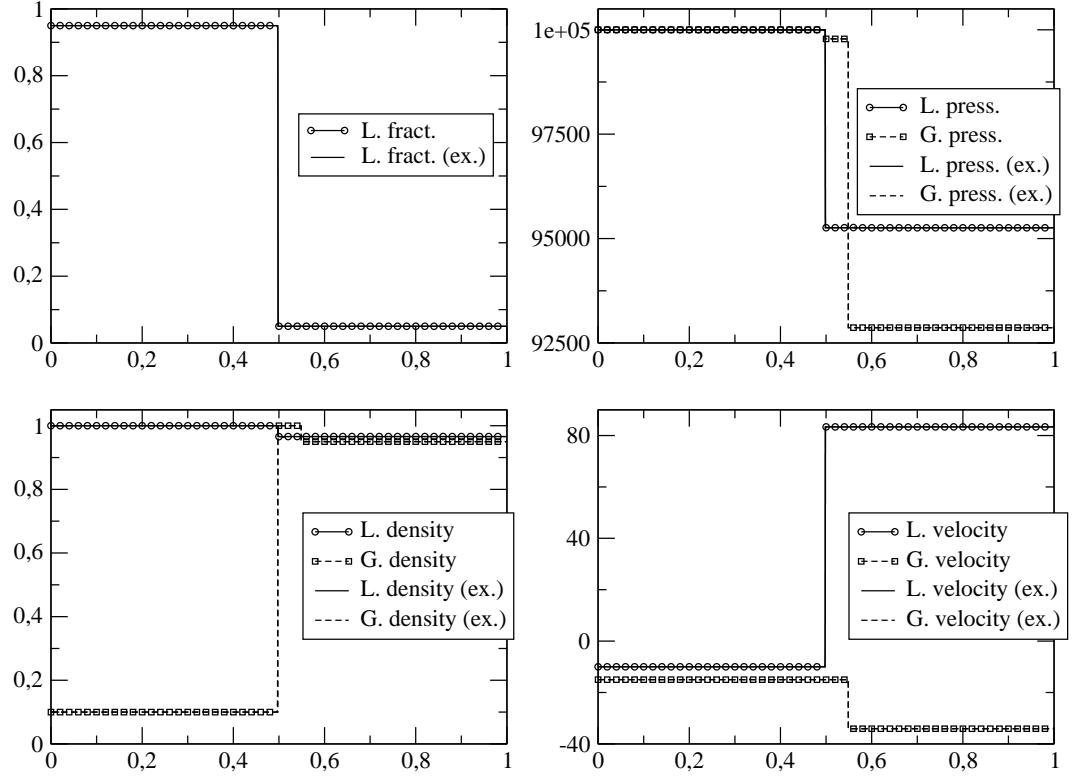 1
0,8
0,6
0,4
0,2
0
0
0,2
0,4
0,6
0,8
1
L. fract.
L. fract. (ex.)
1e+05
97500
95000
92500
0
0,2
0,4
0,6
0,8
1
L. press.
G. press.
L. press. (ex.)
G. press. (ex.)
1
0,8
0,6
0,4
0,2
0
0
0,2
0,4
0,6
0,8
1
L. density
G. density
L. density (ex.)
G. density (ex.)
80
40
0
-40
0
0,2
0,4
0,6
0,8
1
L. velocity
G. velocity
L. velocity (ex.)
G. velocity (ex.)